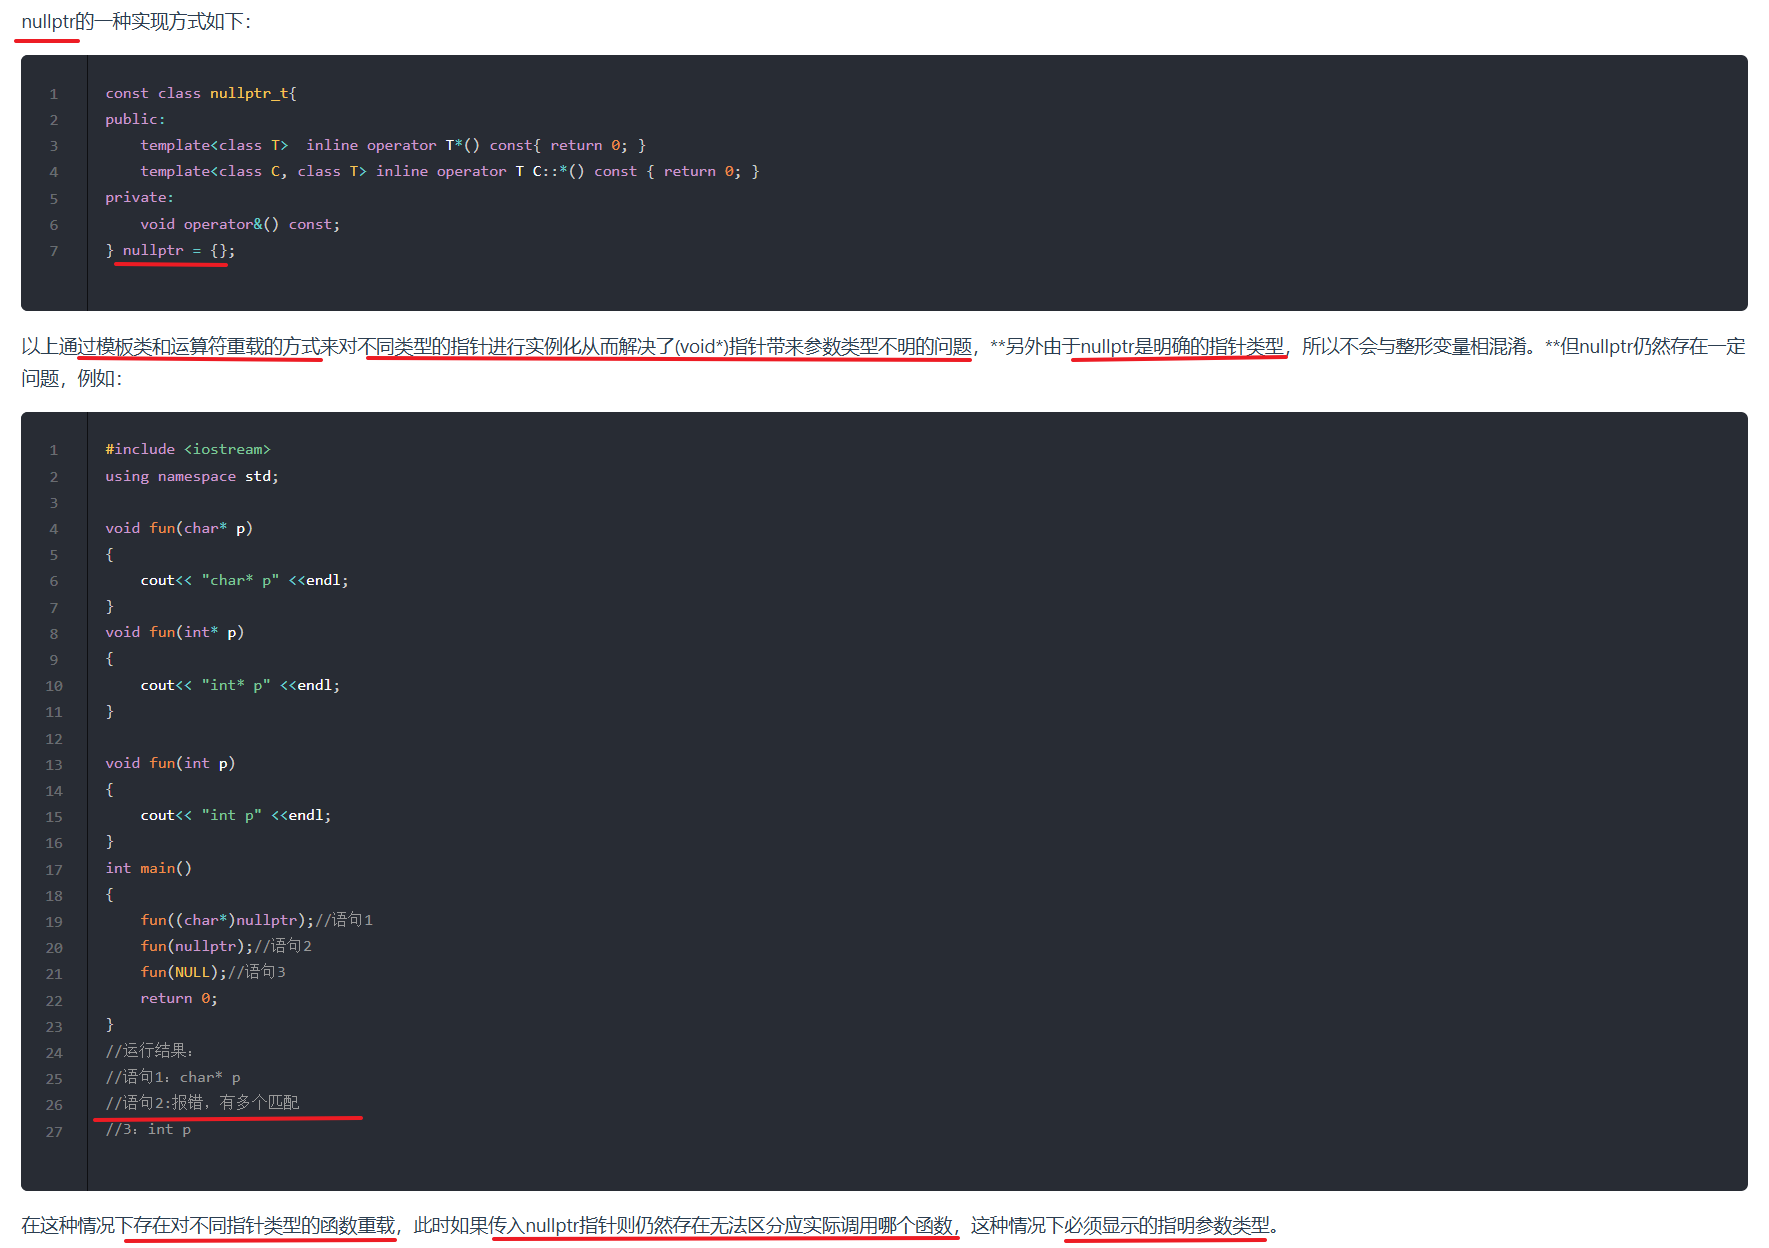 nullptr的一种实现方式如下：
1 const class nullptr_t{
2 public:
3     template<class T>  inline operator T*() const{ return 0; }
4     template<class C, class T> inline operator T C::*() const { return 0; }
5 private:
6     void operator&() const;
7 } nullptr = {};
以上通过模板类和运算符重载的方式来对不同类型的指针进行实例化从而解决了(void*)指针带来参数类型不明的问题，**另外由于nullptr是明确的指针类型，所以不会与整形变量相混淆。**但nullptr仍然存在一定
问题，例如：
1 #include <iostream>
2 using namespace std;
3
4 void fun(char* p)
5 {
6     cout<< "char* p" <<endl;
7 }
8 void fun(int* p)
9 {
10     cout<< "int* p" <<endl;
11 }
12
13 void fun(int p)
14 {
15     cout<< "int p" <<endl;
16 }
17 int main()
18 {
19     fun((char*)nullptr);//语句1
20     fun(nullptr);//语句2
21     fun(NULL);//语句3
22     return 0;
23 }
24 //运行结果：
25 //语句1：char* p
26 //语句2:报错，有多个匹配
27 //3：int p
在这种情况下存在对不同指针类型的函数重载，此时如果传入nullptr指针则仍然存在无法区分应实际调用哪个函数，这种情况下必须显示的指明参数类型。